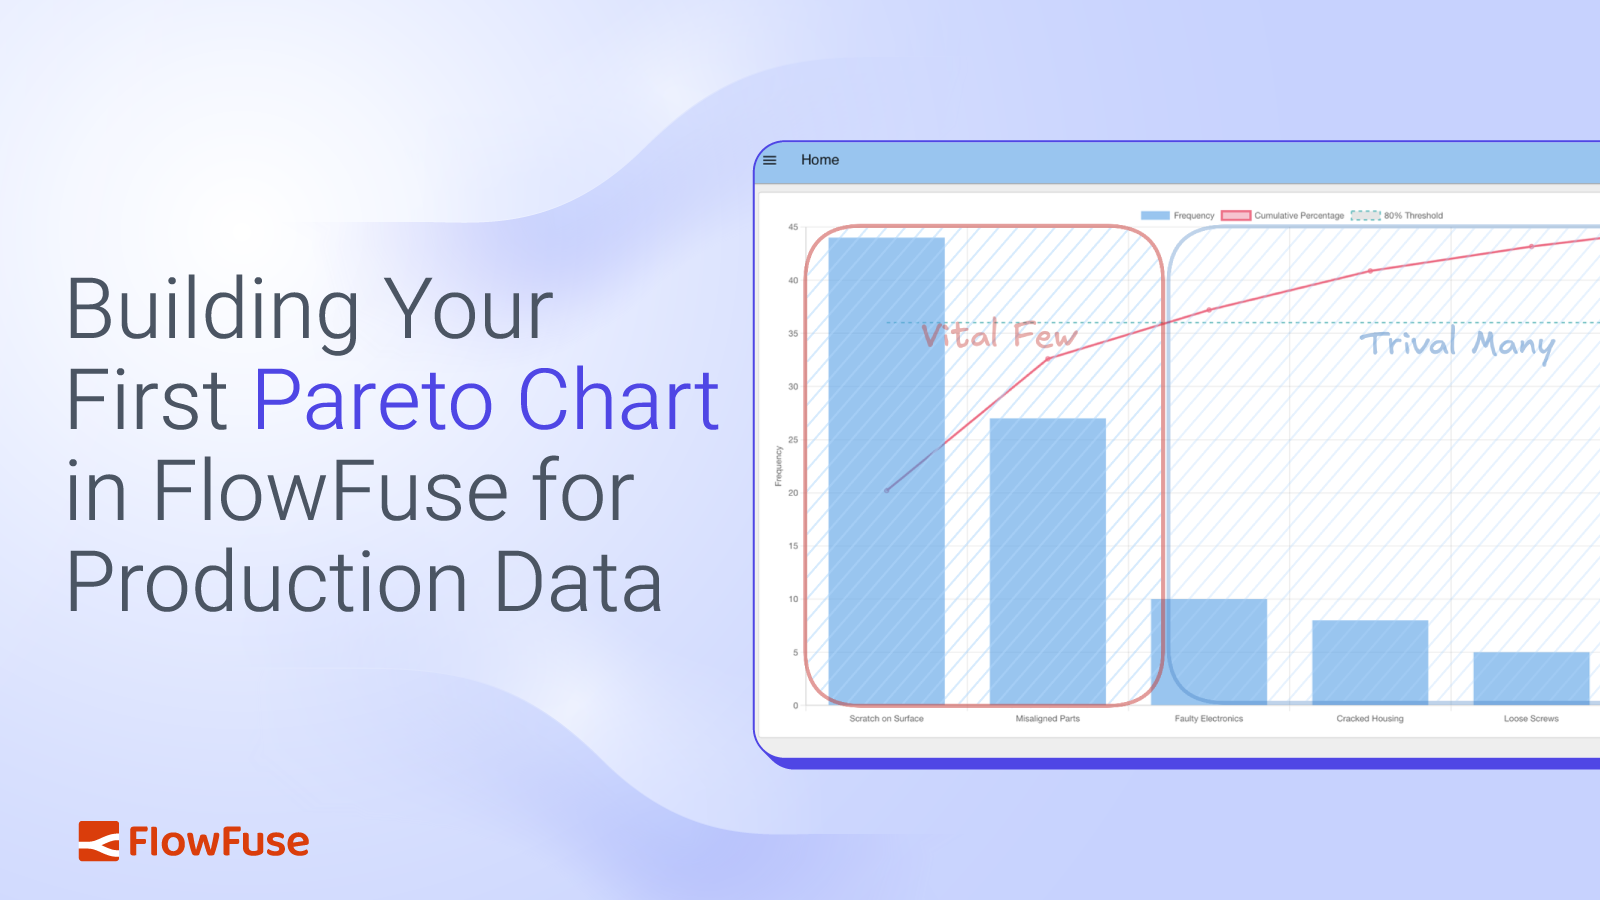 Building Your
First Pareto Chart
in FlowFuse for
Production Data
FlowFuse
Home
Frequency
Cumulative Percentage
80% Threshold
Frequency
45
40
35
30
25
20
15
10
5
0
Vital Few
Trival Many
Scratch on Surface
Misaligned Parts
Faulty Electronics
Cracked Housing
Loose Screws